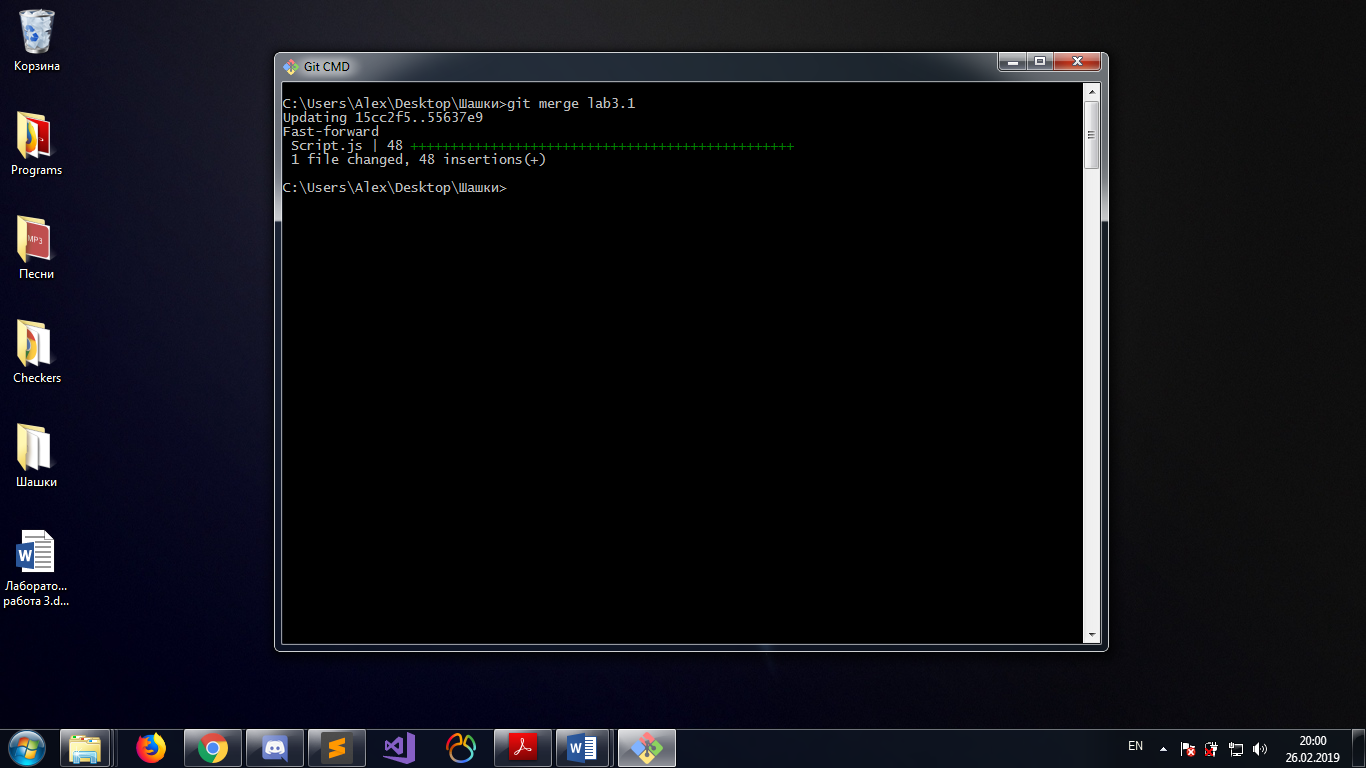 Корзина
Programs
MP3
Песни
Checkers
Шашки
W
Лаборато...
работа 3.d...
Git CMD
C:\Users\Alex\Desktop\Шашки>git merge lab3.1
Updating 15cc2f5..55637e9
Fast-forward
 Script.js | 48 ++++++++++++++++++++++++++++++++++++++++++++++++
 1 file changed, 48 insertions(+)
C:\Users\Alex\Desktop\Шашки>
W
EN
20:00
26.02.2019